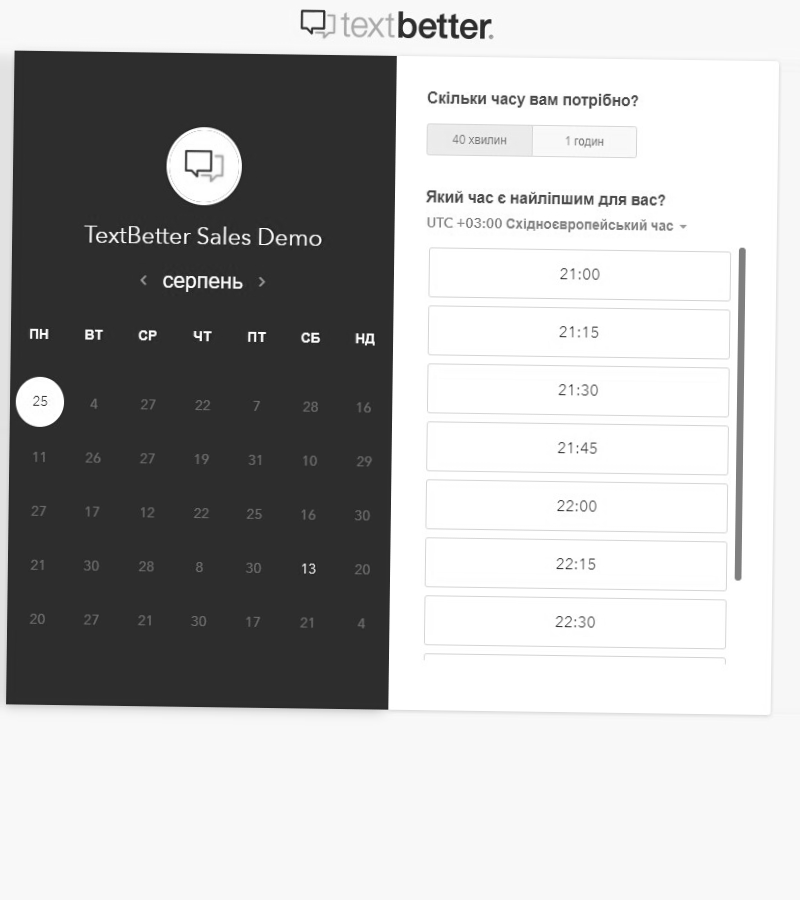 textbetter.
TextBetter Sales Demo
‹ серпень ›
ПН ВТ СР ЧТ ПТ СБ НД
25 4 27 22 7 28 16
11 26 27 19 31 10 29
27 17 12 22 25 16 30
21 30 28 8 30 13 20
20 27 21 30 17 21 4
Скільки часу вам потрібно?
40 хвилин 1 годин
Який час є найліпшим для вас?
UTC +03:00 Східноєвропейський час
21:00
21:15
21:30
21:45
22:00
22:15
22:30